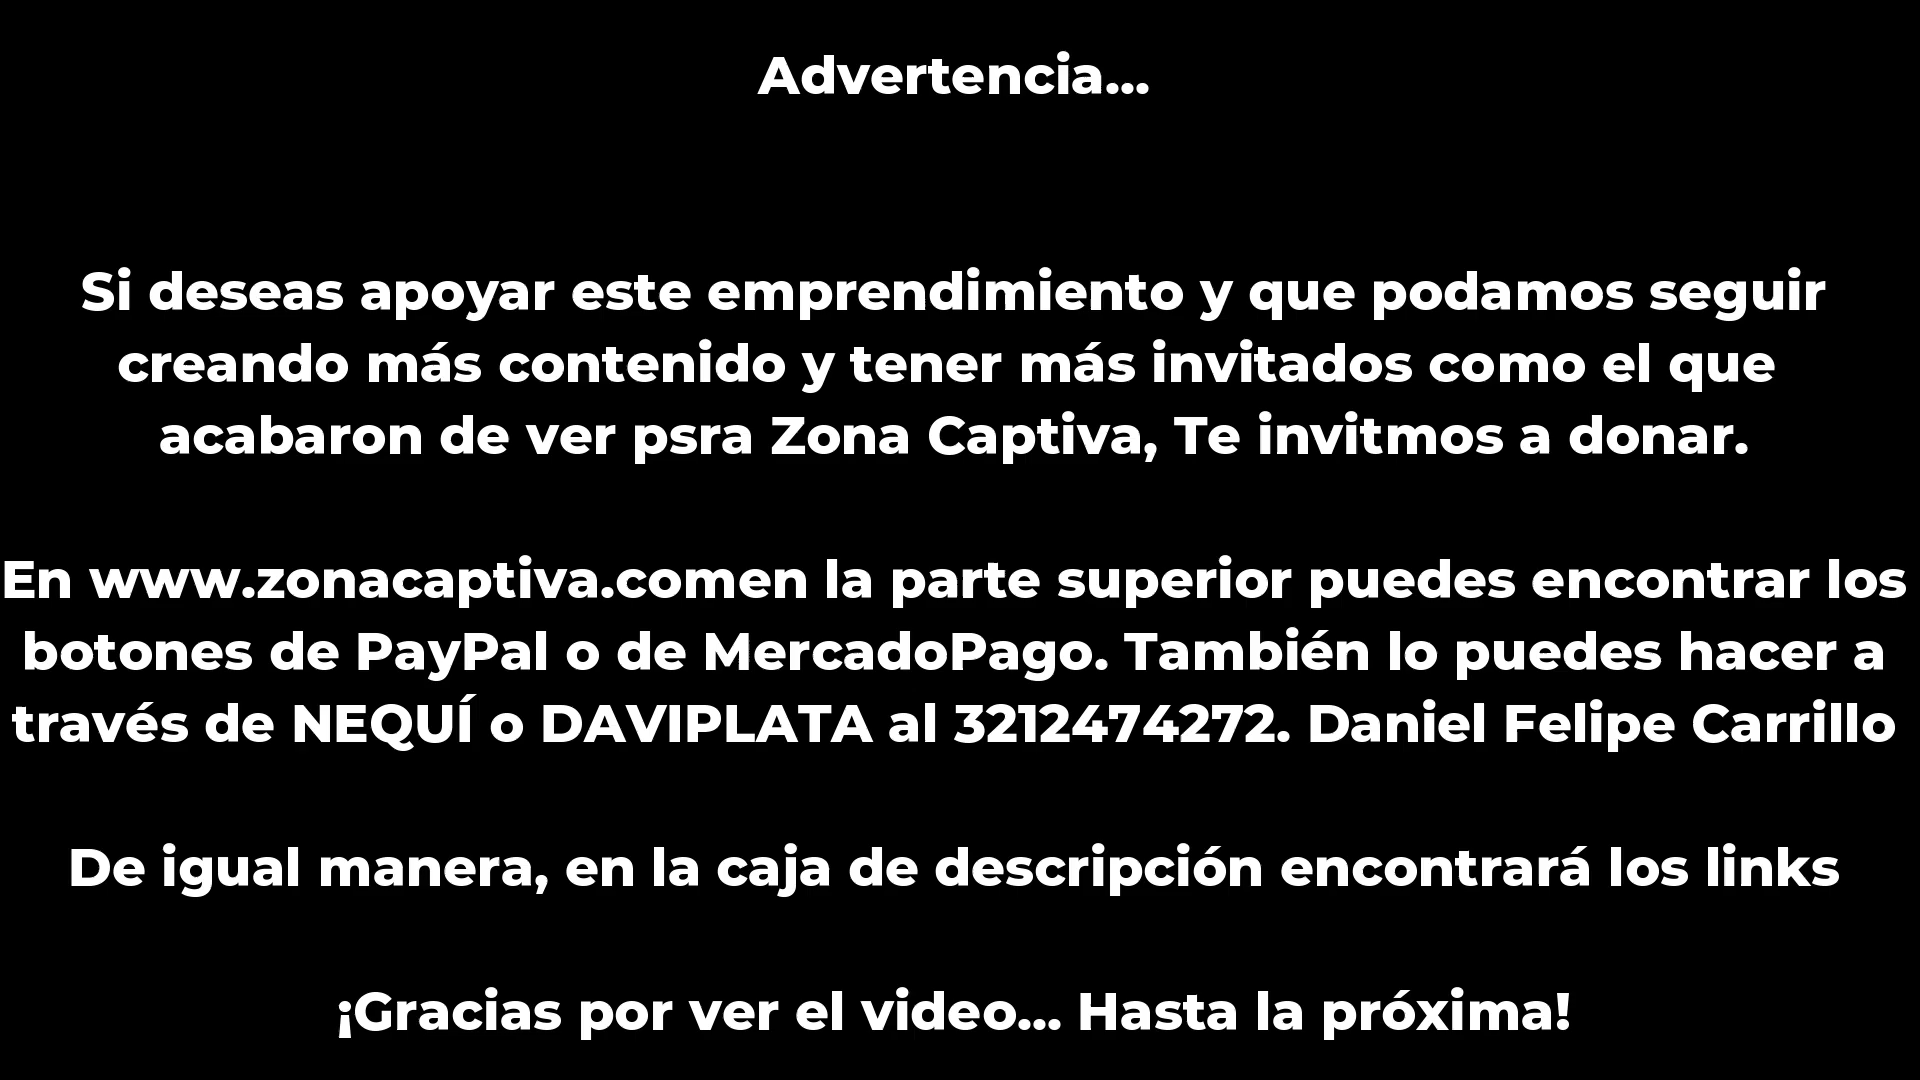 Advertencia...
Si deseas apoyar este emprendimiento y que podamos seguir
creando más contenido y tener más invitados como el que
acabaron de ver psra Zona Captiva, Te invitmos a donar.
En www.zonacaptiva.comen la parte superior puedes encontrar los
botones de PayPal o de MercadoPago. También lo puedes hacer a
través de NEQUÍ o DAVIPLATA al 3212474272. Daniel Felipe Carrillo
De igual manera, en la caja de descripción encontrará los links
¡Gracias por ver el video... Hasta la próxima!